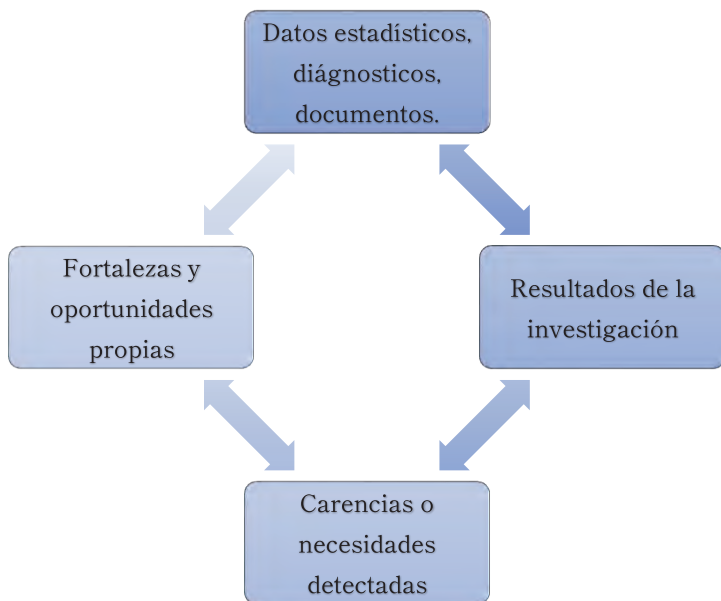 Datos estadísticos,
diágnosticos,
documentos.
Fortalezas y
oportunidades
propias
Resultados de la
investigación
Carencias o
necesidades
detectadas